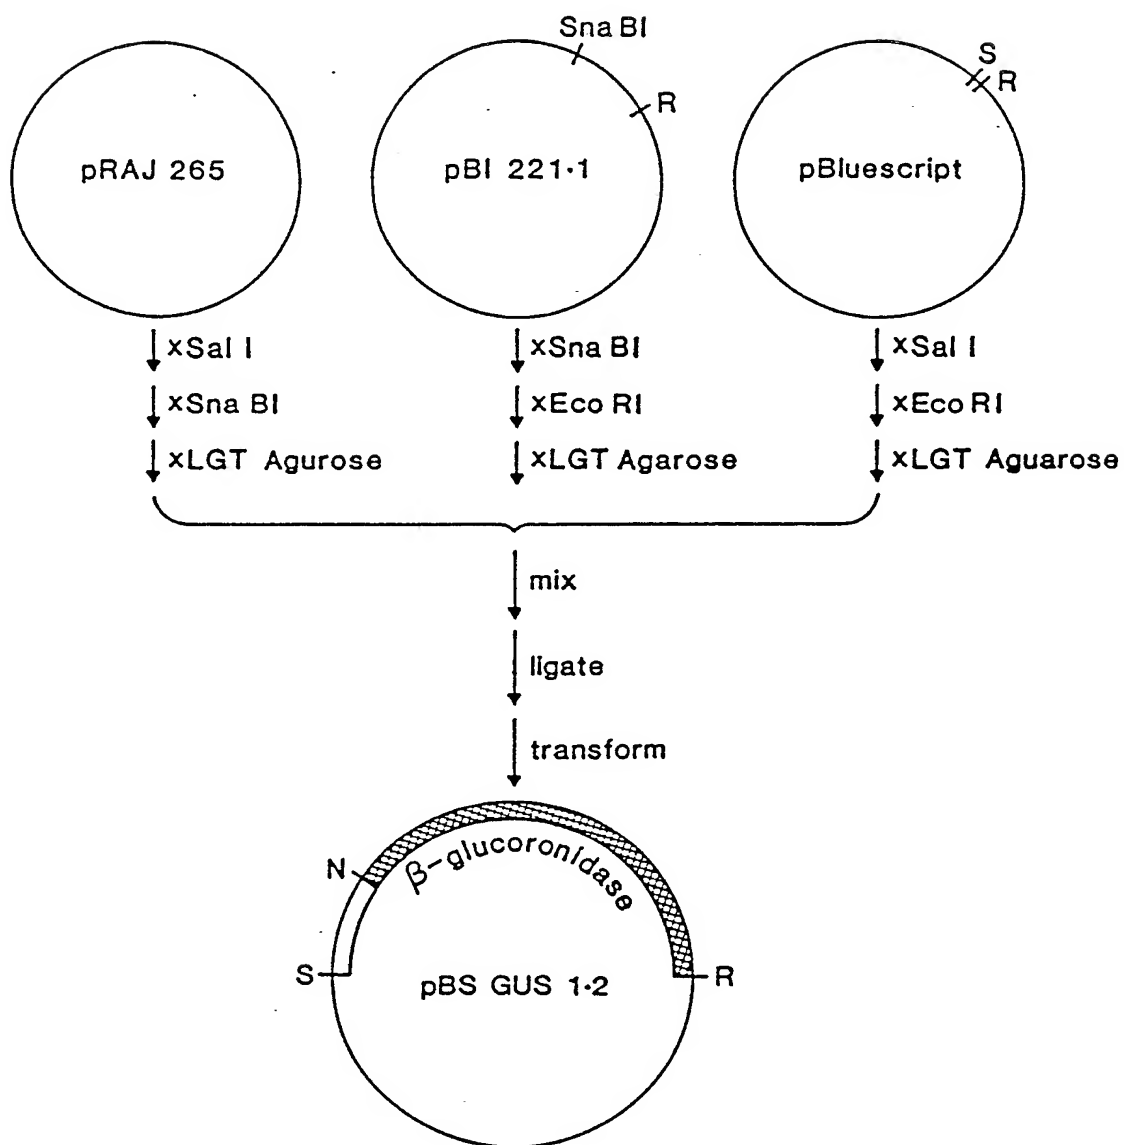 Sna BI
S
R
R
pRAJ 265
pBI 221·1
pBluescript
xSal I
xSna BI
xSal I
xSna BI
xEco RI
xEco RI
xLGT Agurose
xLGT Agarose
xLGT Aguarose
mix
ligate
transform
β-glucoronidase
N
S
R
pBS GUS 1·2